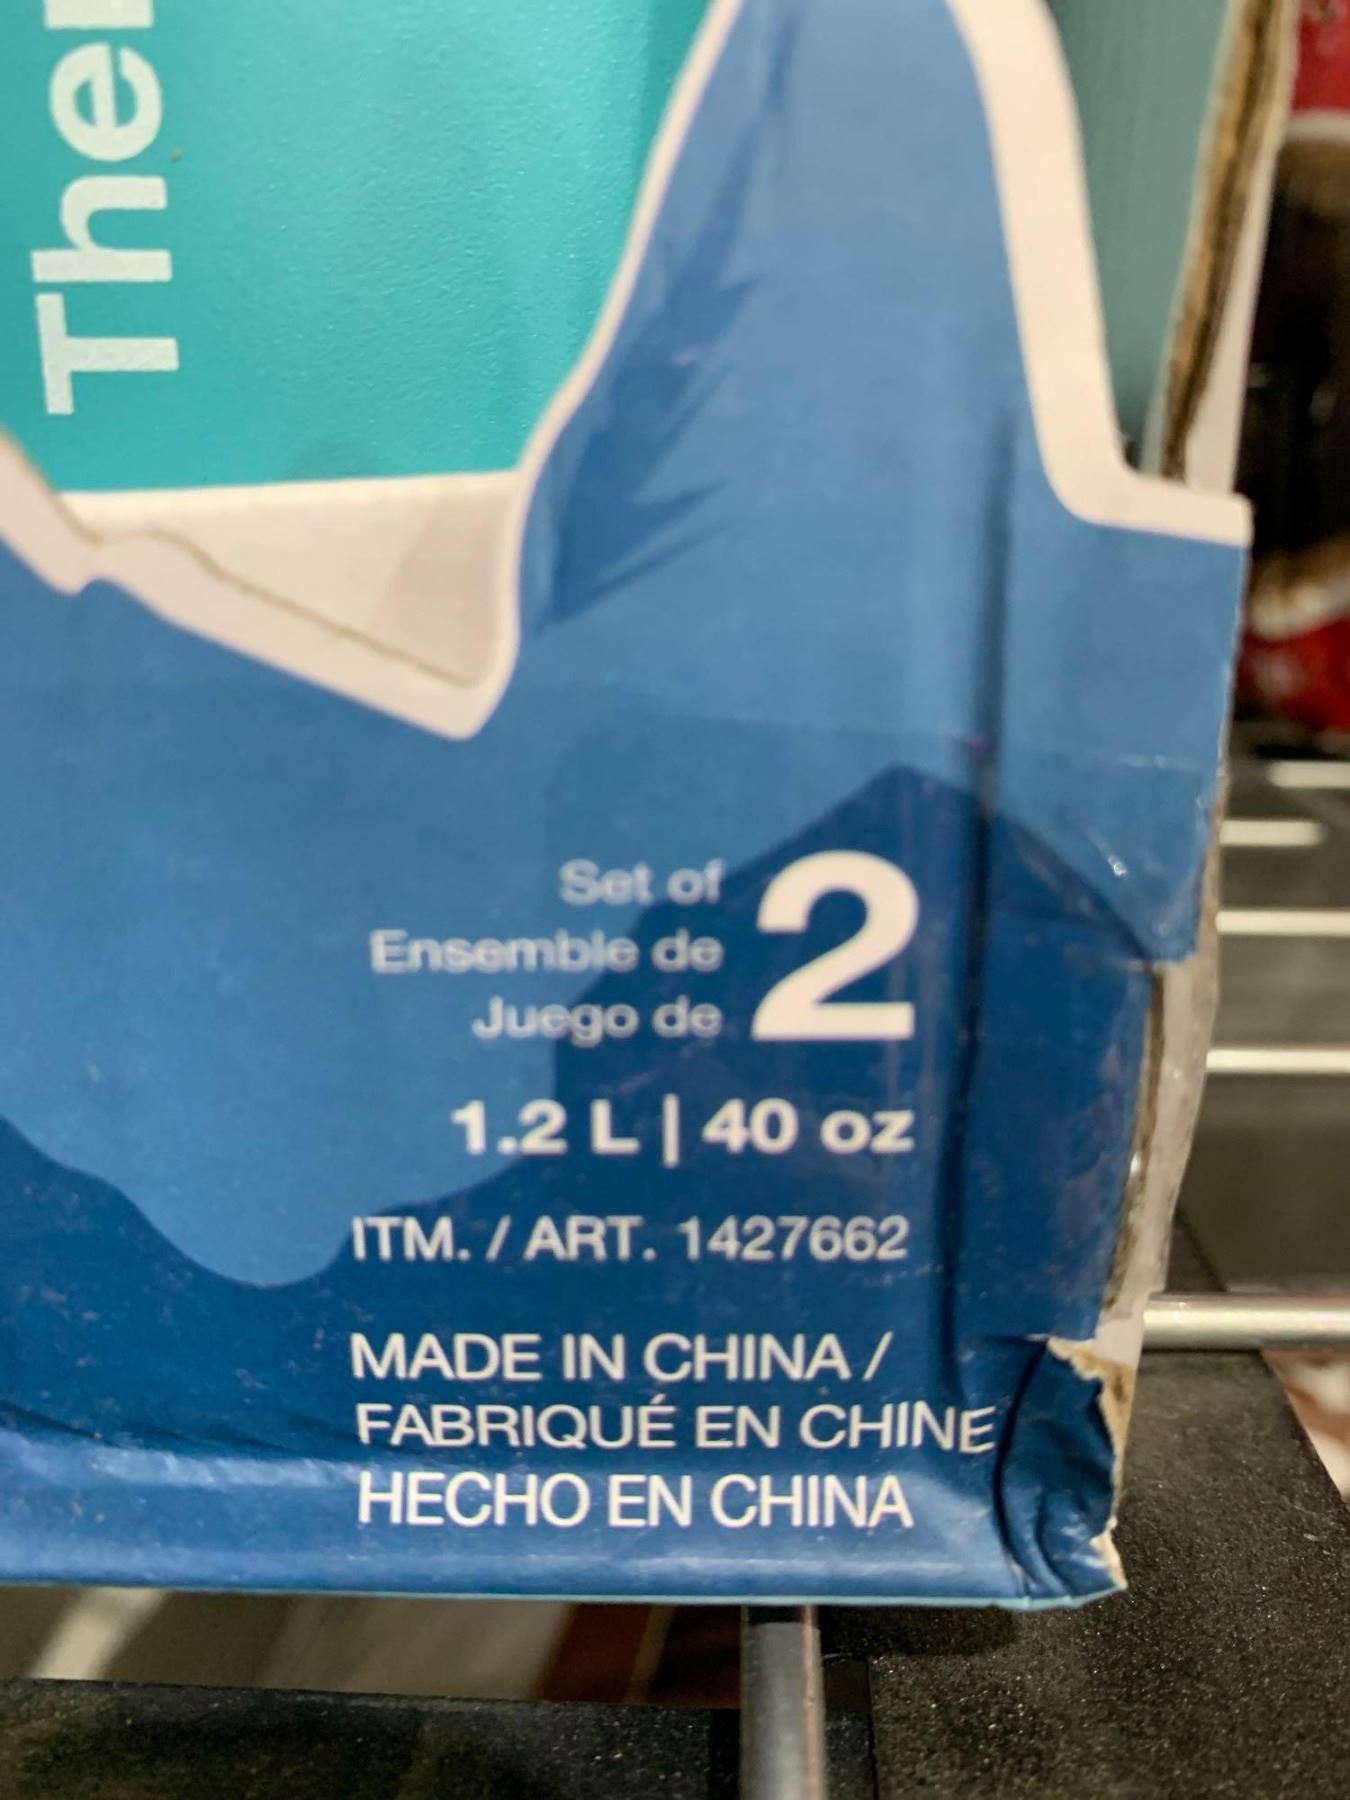 Ther
Set of
Ensemble de
Juego de
2
1.2 L | 40 oz
ITM. / ART. 1427662
MADE IN CHINA /
FABRIQUÉ EN CHINE
HECHO EN CHINA